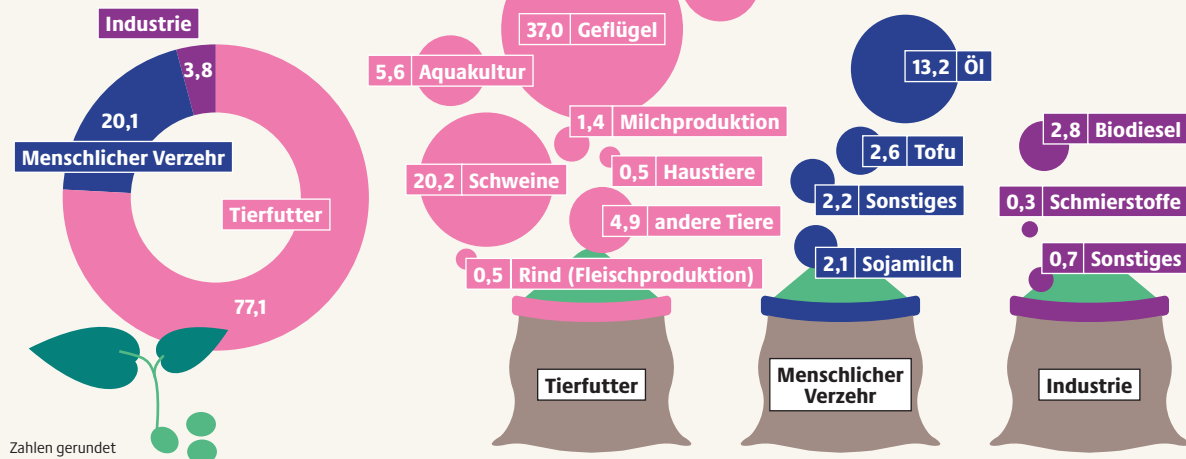 Industrie
3,8
20,1
Menschlicher Verzehr
Tierfutter
77,1
37,0 Geflügel
5,6 Aquakultur
1,4 Milchproduktion
20,2 Schweine
0,5 Haustiere
4,9 andere Tiere
0,5 Rind (Fleischproduktion)
Tierfutter
13,2 Öl
2,6 Tofu
2,2 Sonstiges
2,1 Sojamilch
Menschlicher
Verzehr
2,8 Biodiesel
0,3 Schmierstoffe
0,7 Sonstiges
Industrie
Zahlen gerundet